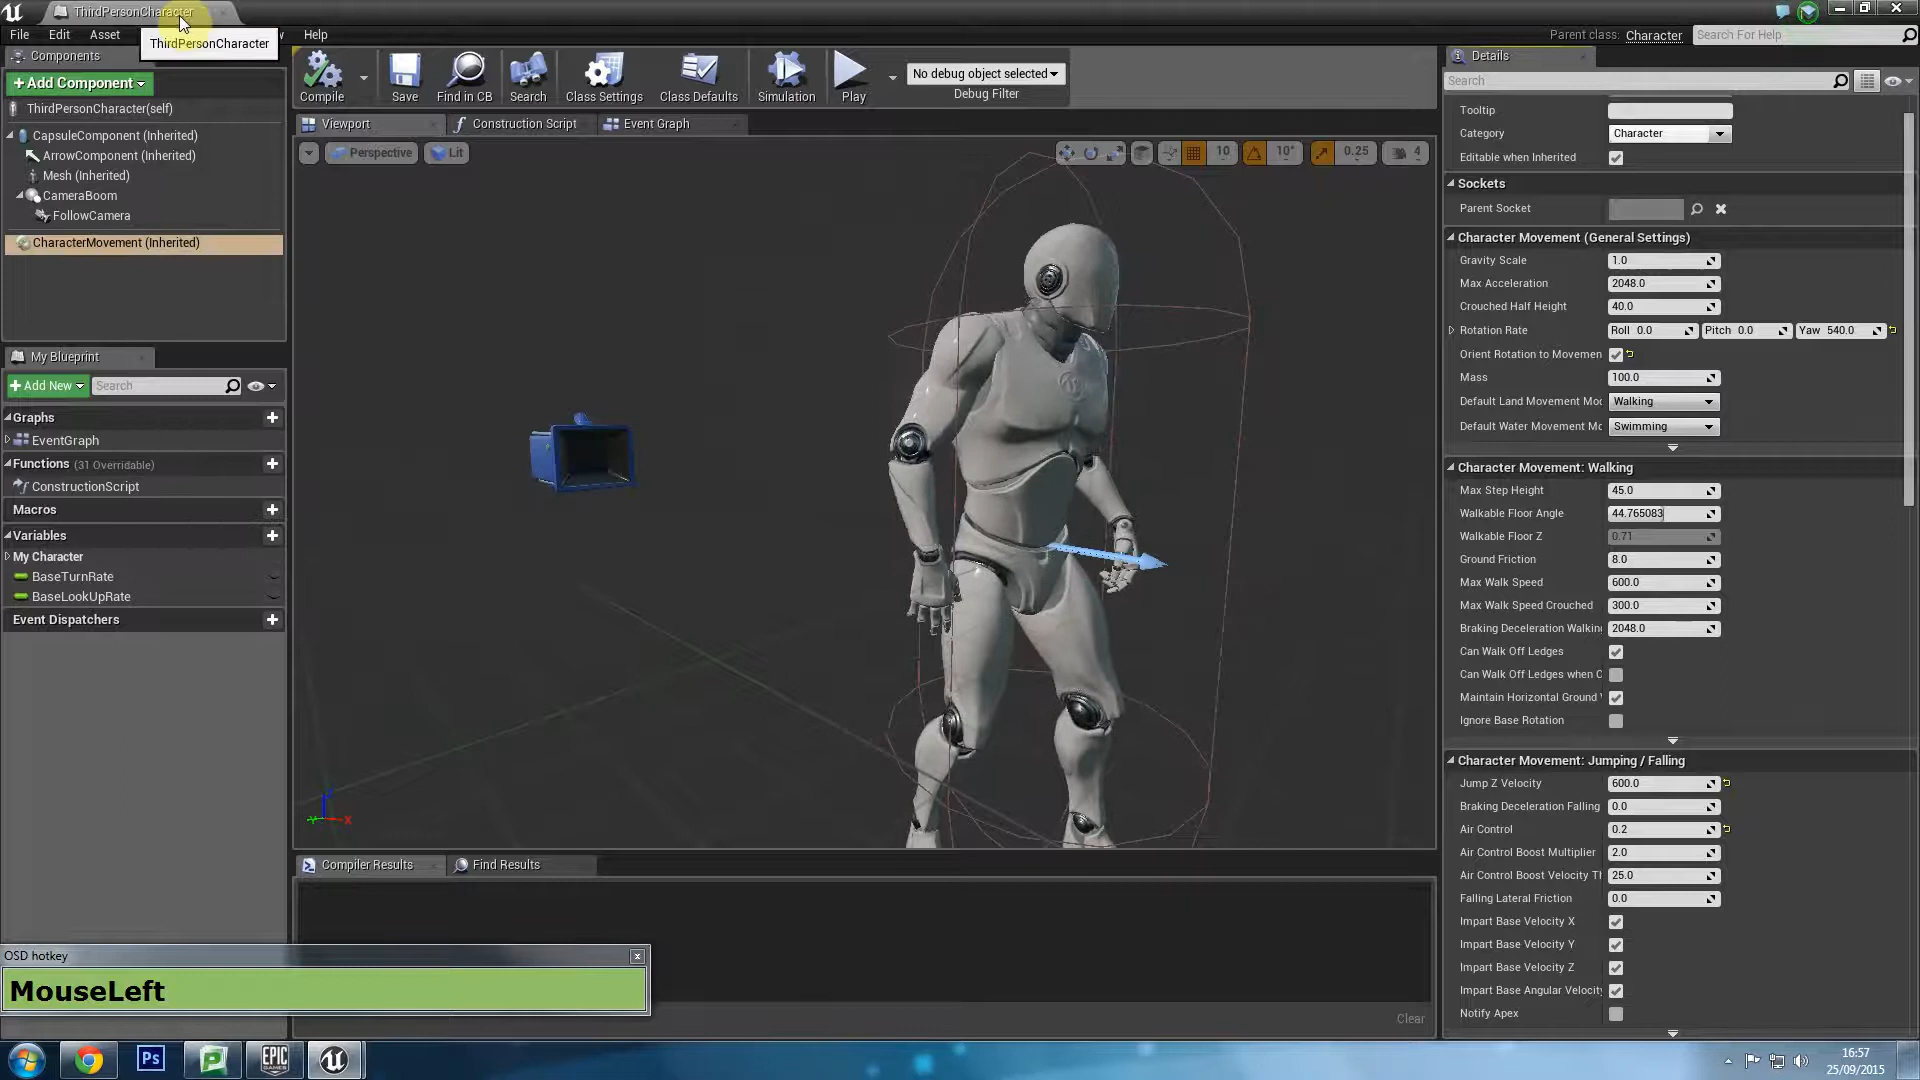 ThirdPersonCharacter
File
Edit
Asset
Help
ThirdPersonCharacter
Parent class: Character
Search For Help
Components
+Add Component
ThirdPersonCharacter(self)
CapsuleComponent (Inherited)
ArrowComponent (Inherited)
Mesh (Inherited)
CameraBoom
FollowCamera
CharacterMovement (Inherited)
My Blueprint
+Add New
Search
Graphs
EventGraph
Functions (31 Overridable)
ConstructionScript
Macros
Variables
My Character
BaseTurnRate
BaseLookUpRate
Event Dispatchers
Compile
Save
Find in CB
Search
Class Settings
Class Defaults
Simulation
Play
No debug object selected
Debug Filter
Viewport
Construction Script
Event Graph
Perspective
Lit
10
10°
0.25
4
X
Compiler Results
Find Results
Clear
Details
Search
Tooltip
Category Character
Editable when Inherited
Sockets
Parent Socket
Character Movement (General Settings)
Gravity Scale 1.0
Max Acceleration 2048.0
Crouched Half Height 40.0
Rotation Rate Roll 0.0 Pitch 0.0 Yaw 540.0
Orient Rotation to Movemen
Mass 100.0
Default Land Movement Mo Walking
Default Water Movement Mo Swimming
Character Movement: Walking
Max Step Height 45.0
Walkable Floor Angle 44.765083
Walkable Floor Z 0.71
Ground Friction 8.0
Max Walk Speed 600.0
Max Walk Speed Crouched 300.0
Braking Deceleration Walkin 2048.0
Can Walk Off Ledges
Can Walk Off Ledges when C
Maintain Horizontal Ground
Ignore Base Rotation
Character Movement: Jumping / Falling
Jump Z Velocity 600.0
Braking Deceleration Falling 0.0
Air Control 0.2
Air Control Boost Multiplier 2.0
Air Control Boost Velocity Tl 25.0
Falling Lateral Friction 0.0
Impart Base Velocity X
Impart Base Velocity Y
Impart Base Velocity Z
Impart Base Angular Velocity
Notify Apex
OSD hotkey
MouseLeft
Ps
EPIC
GAMES
16:57
25/09/2015